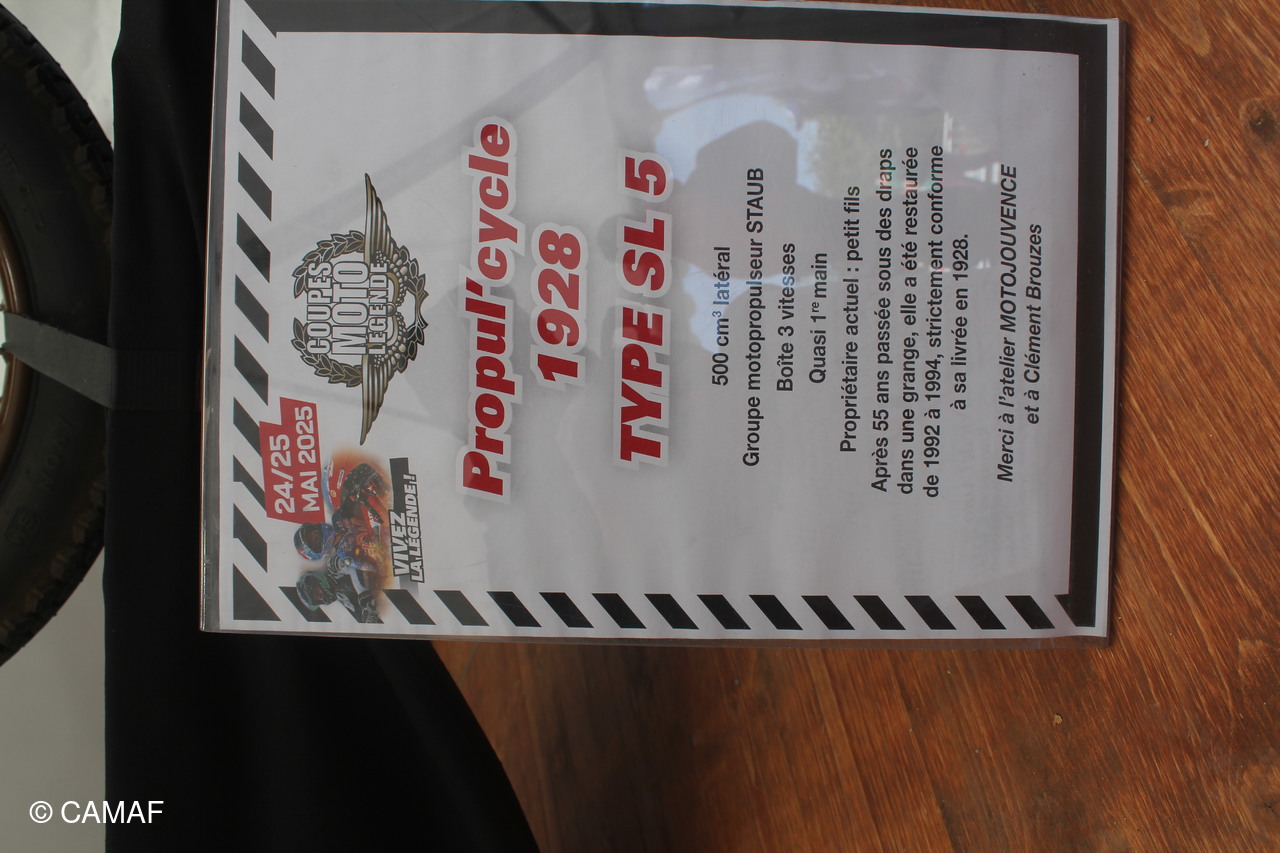 24/25
MAI 2025
VIVEZ
LA LÉGENDE !
COUPES
MOTO
LÉGENDE
Propul'cycle
1928
TYPE SL 5
500 cm³ latéral
Groupe motopropulseur STAUB
Boîte 3 vitesses
Quasi 1re main
Propriétaire actuel : petit fils
Après 55 ans passée sous des draps
dans une grange, elle a été restaurée
de 1992 à 1994, strictement conforme
à sa livrée en 1928.
Merci à l'atelier MOTOJOUVENCE
et à Clément Brouzes
© CAMAF